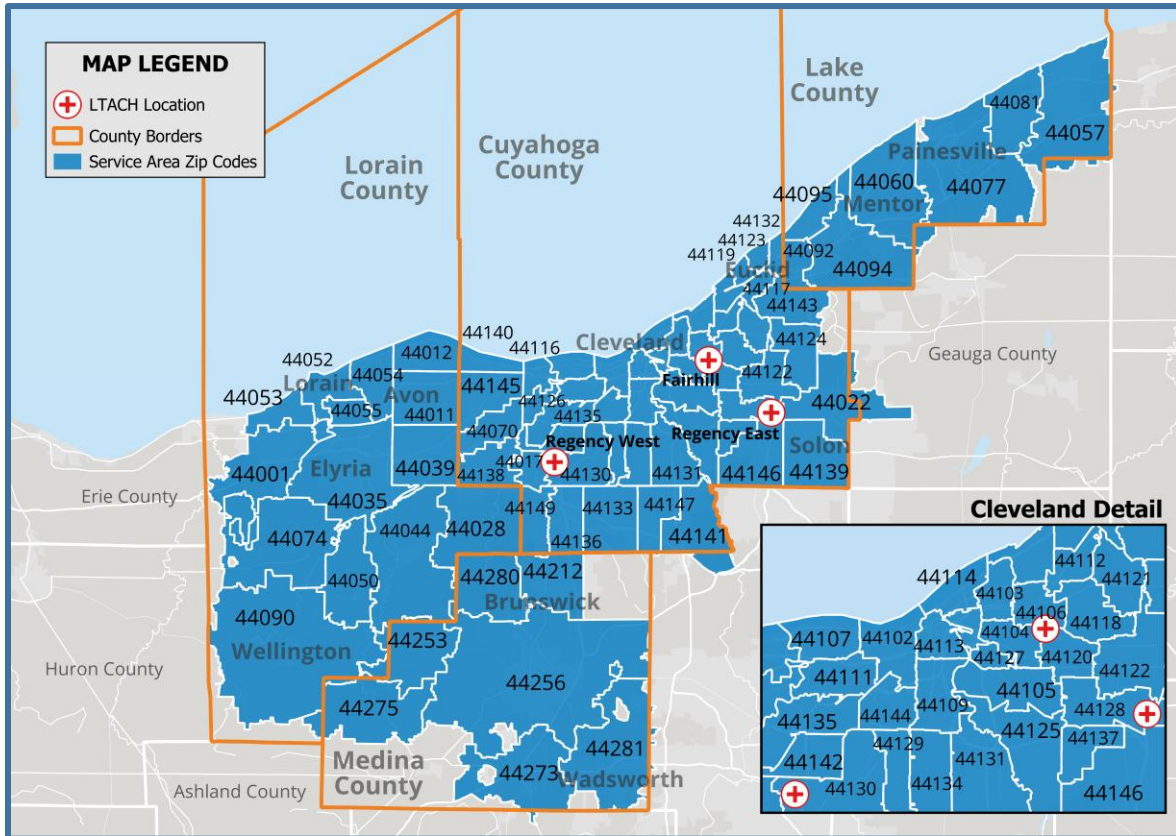 MAP LEGEND
LTACH Location
County Borders
Service Area Zip Codes
Lorain
County
Cuyahoga
County
Lake
County
44081
44057
Painesville
44060
44077
44095
Mentor
44132
44123
44119
44092
44094
Euclid
44117
44143
44140
44116
Cleveland
44124
44052
44012
44054
Lorain
44053
Avon
44145
44126
44122
Fairhill
44055
44011
44135
44022
Geauga County
44070
Regency West
Regency East
Solon
44001
Elyria
44039
44017
44138
44130
44131
44146
44139
Erie County
44035
44149
44133
44147
44074
44044
44028
44136
44141
44050
44280
44212
Brunswick
44090
Wellington
44253
44256
Huron County
44275
Medina
County
44281
44273
Wadsworth
Ashland County
Cleveland Detail
44112
44114
44103
44121
44106
44107
44102
44104
44118
44113
44127
44120
44111
44122
44105
44109
44128
44135
44144
44125
44129
44137
44142
44131
44130
44134
44146